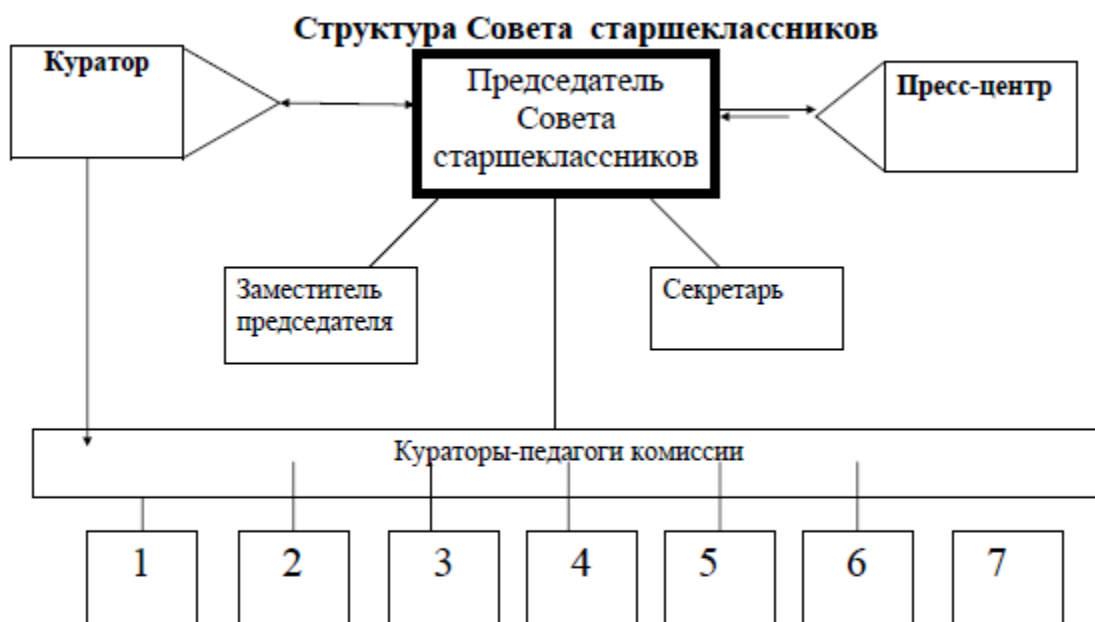 Структура Совета старшеклассников
Куратор
Председатель
Совета
старшеклассников
Пресс-центр
Заместитель
председателя
Секретарь
Кураторы-педагоги комиссии
1
2
3
4
5
6
7